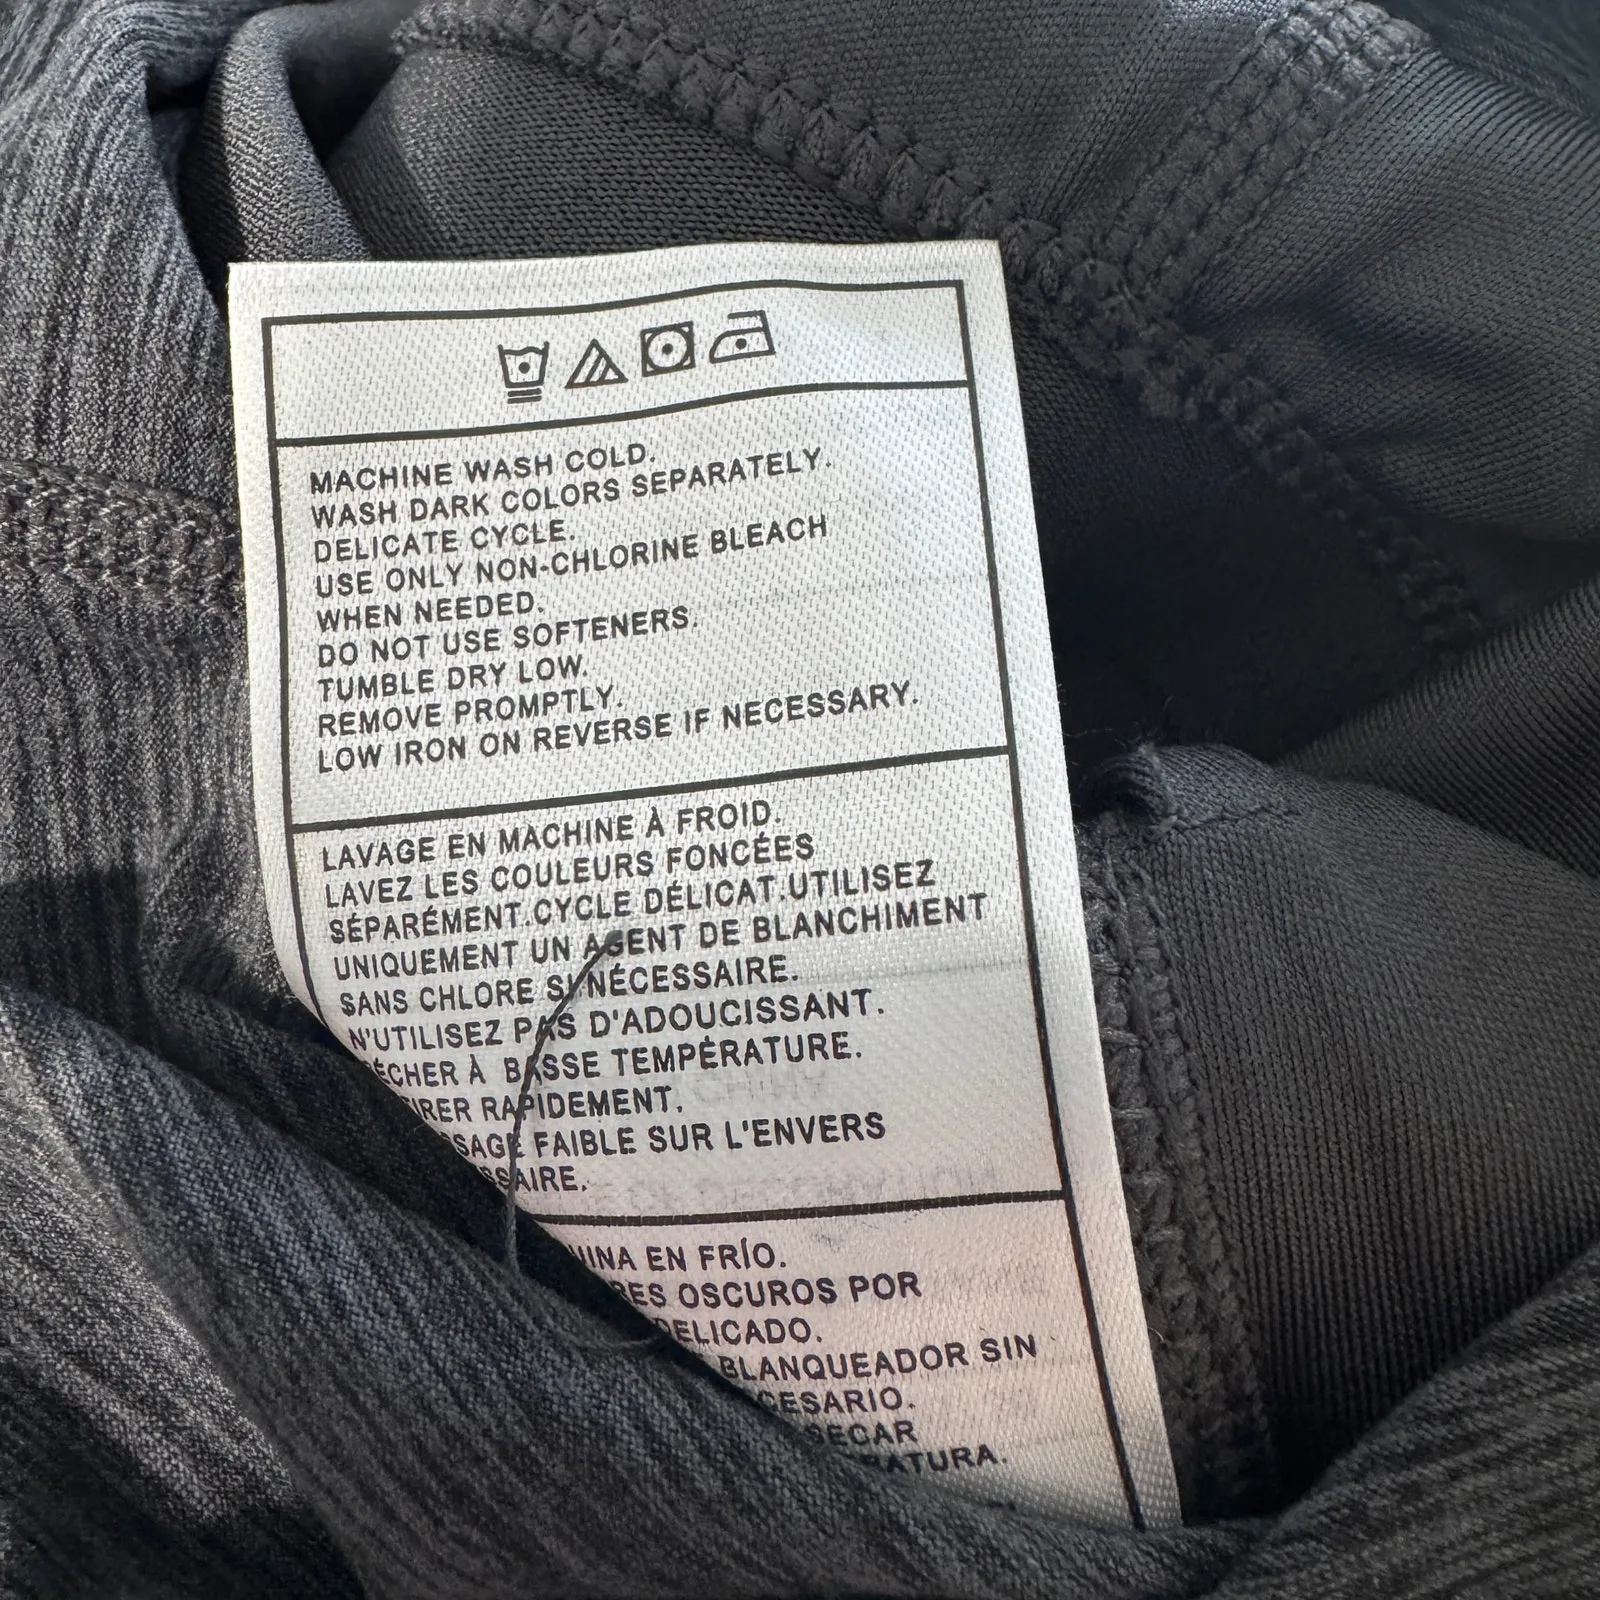 MACHINE WASH COLD.
WASH DARK COLORS SEPARATELY.
DELICATE CYCLE.
USE ONLY NON-CHLORINE BLEACH
WHEN NEEDED.
DO NOT USE SOFTENERS.
TUMBLE DRY LOW.
REMOVE PROMPTLY.
LOW IRON ON REVERSE IF NECESSARY.
LAVAGE EN MACHINE À FROID.
LAVEZ LES COULEURS FONCÉES
SÉPARÉMENT.CYCLE DÉLICAT.UTILISEZ
UNIQUEMENT UN AGENT DE BLANCHIMENT
SANS CHLORE SI NÉCESSAIRE.
N'UTILISEZ PAS D'ADOUCISSANT.
À BASSE TEMPÉRATURE.
RAPIDEMENT.
FAIBLE SUR L'ENVERS
EN FRÍO.
OSCUROS POR
DELICADO.
BLANQUEADOR SIN
SECAR